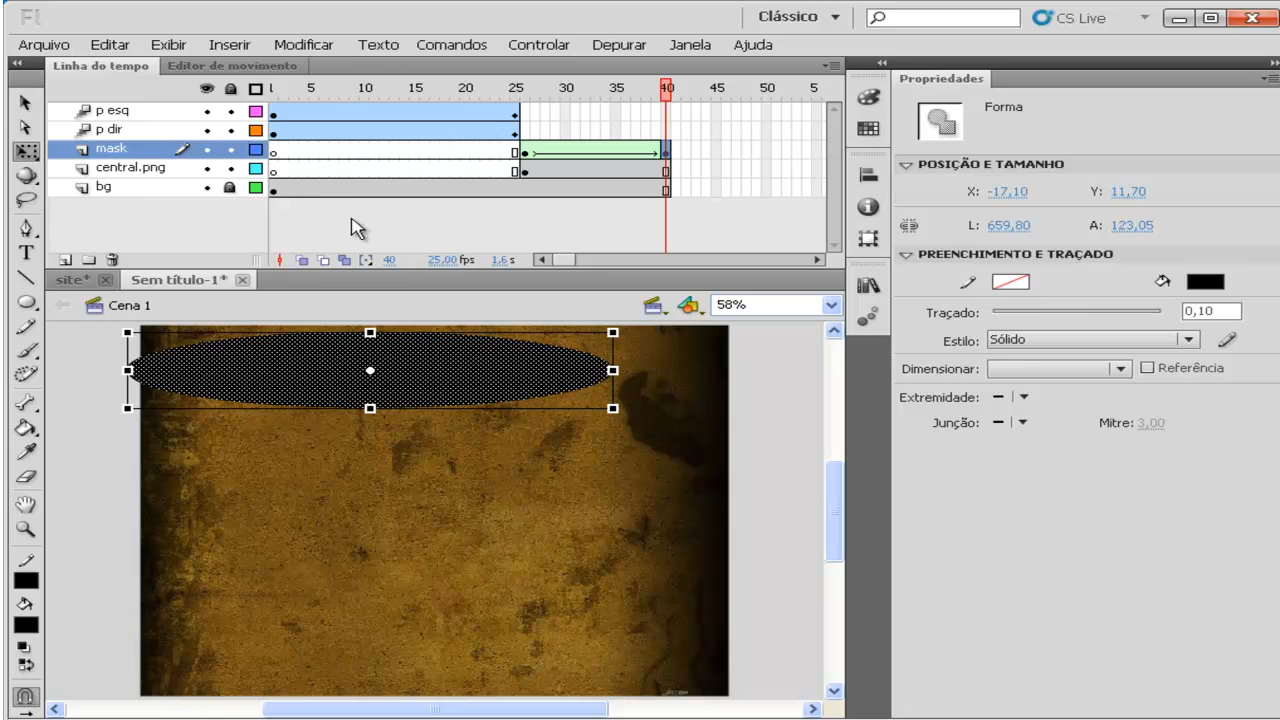 Fl Clássico CS Live
Arquivo Editar Exibir Inserir Modificar Texto Comandos Controlar Depurar Janela Ajuda
Linha do tempo Editor de movimento
Propriedades
1 5 10 15 20 25 30 35 40 45 50 5
Forma
p esq
p dir
mask
central.png
bg
POSIÇÃO E TAMANHO
X: -17,10 Y: 11,70
L: 659,80 A: 123,05
PREENCHIMENTO E TRAÇADO
40 25,00 fps 1,6 s
site* Sem título-1*
Cena 1 58%
Traçado: 0,10
Estilo: Sólido
Dimensionar: Referência
Extremidade:
Junção: Mitre: 3,00